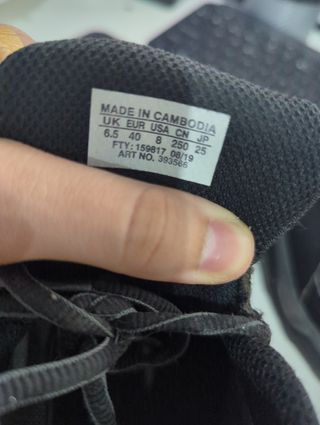 MADE IN CAMBODIA
UK EUR USA CN JP
6.5 40 8 250 25
FTY: 159817 08/19
ART NO. 393566